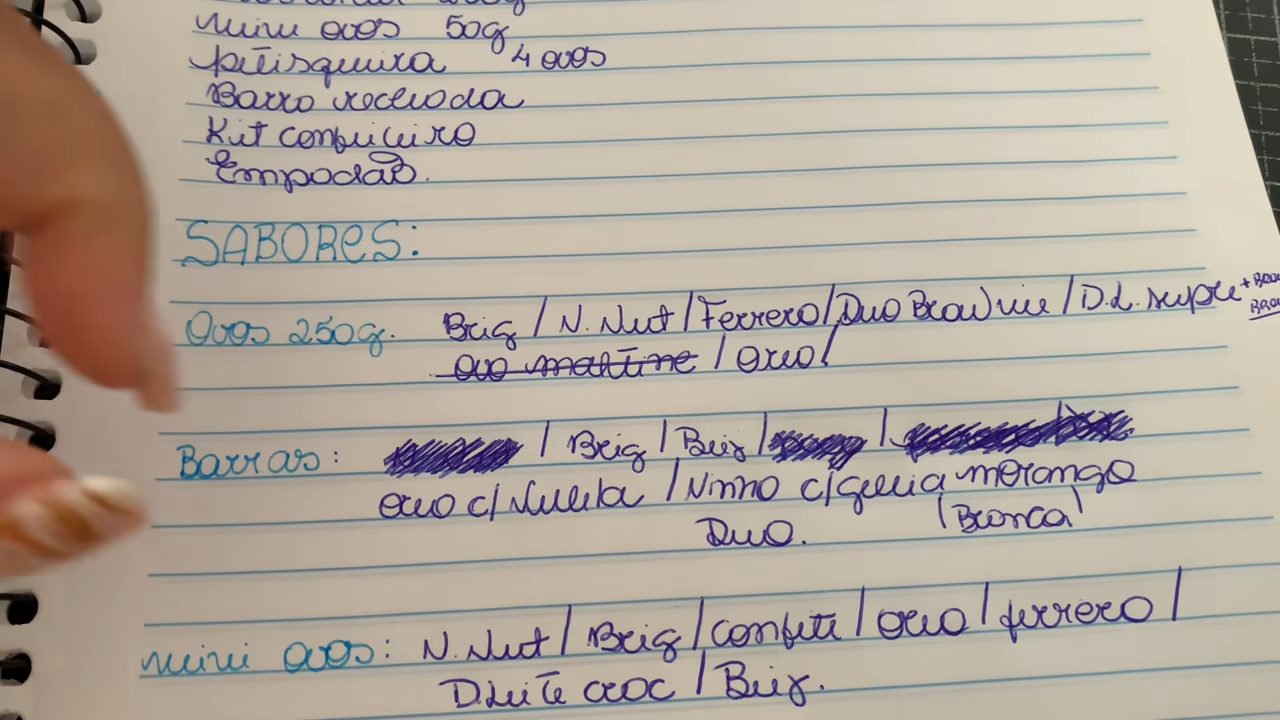 mini ovos 50g
petisqueira 4 ovos
Barra recheada
Kit confeiteiro
Empadão.
SABORES:
Ovos 250g. Brig / N. Nut / Ferrero / Duo Brownie / D.L. supre
ovo maltine / oreo /
Barras: / Brig / Beij / /
oreo c/ Nutella / Ninho c/ geleia morango
Duo. (Branca)
mini ovos: N. Nut / Brig / confete / oreo / ferrero /
D.Leite croc / Beij.